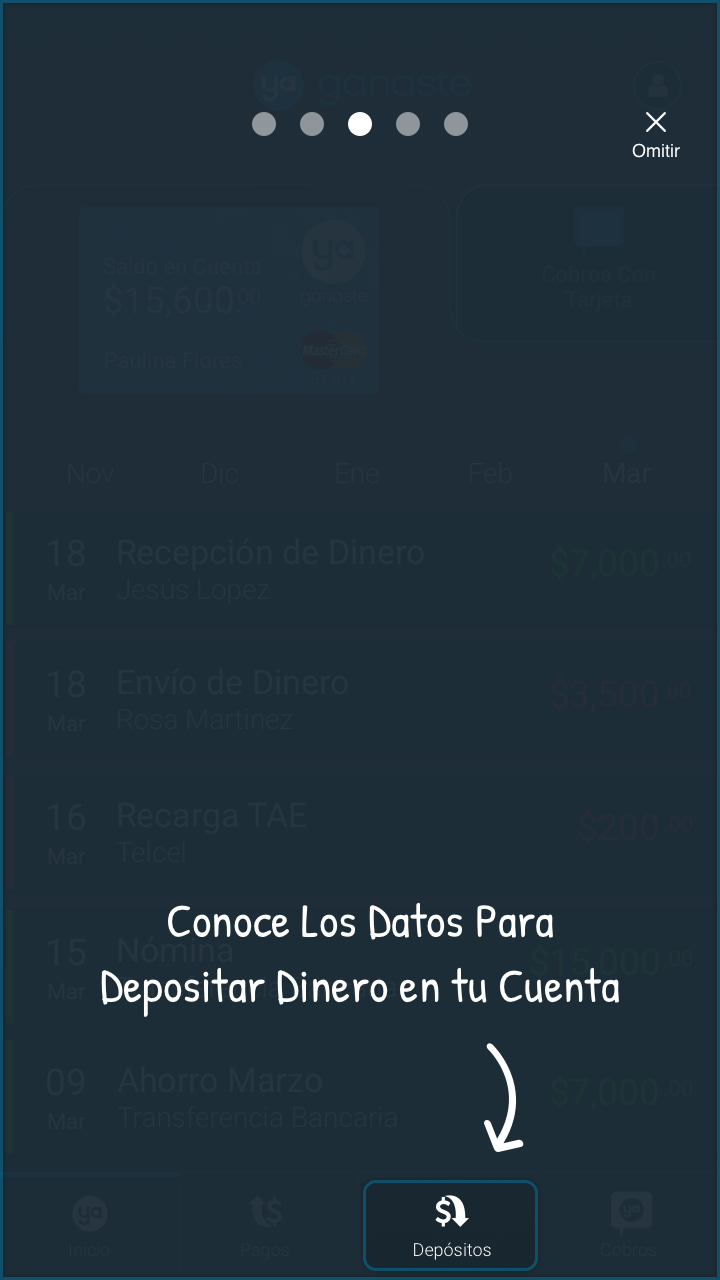 ya ganaste
Omitir
Saldo en Cuenta
$15,600.00
Paulina Flores
ya
ganaste
MasterCard
Cobros Con
Tarjeta
Nov Dic Ene Feb Mar
18 Recepción de Dinero $7,000.00
Mar Jesús Lopez
18 Envío de Dinero $3,500.00
Mar Rosa Martinez
16 Recarga TAE $200.00
Mar Telcel
Conoce Los Datos Para
15 Nómina $15,000.00
Mar
Depositar Dinero en tu Cuenta
09 Ahorro Marzo $7,000.00
Mar Transferencia Bancaria
ya $ $ ya
Inicio Pagos Depósitos Cobros